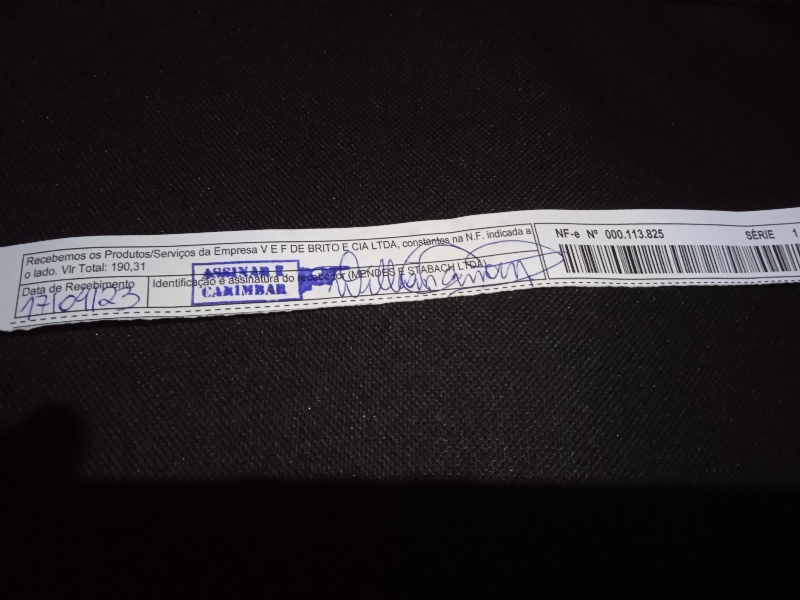 Recebemos os Produtos/Serviços da Empresa V E F DE BRITO E CIA LTDA, constantes na N.F. indicada a
o lado. Vlr Total: 190,31
NF-e Nº 000.113.825 SÉRIE 1
Data de Recebimento
17/09/23
Identificação e assinatura do recebedor (MENDES E STABACH LTDA)
ASSINAR E
CARIMBAR